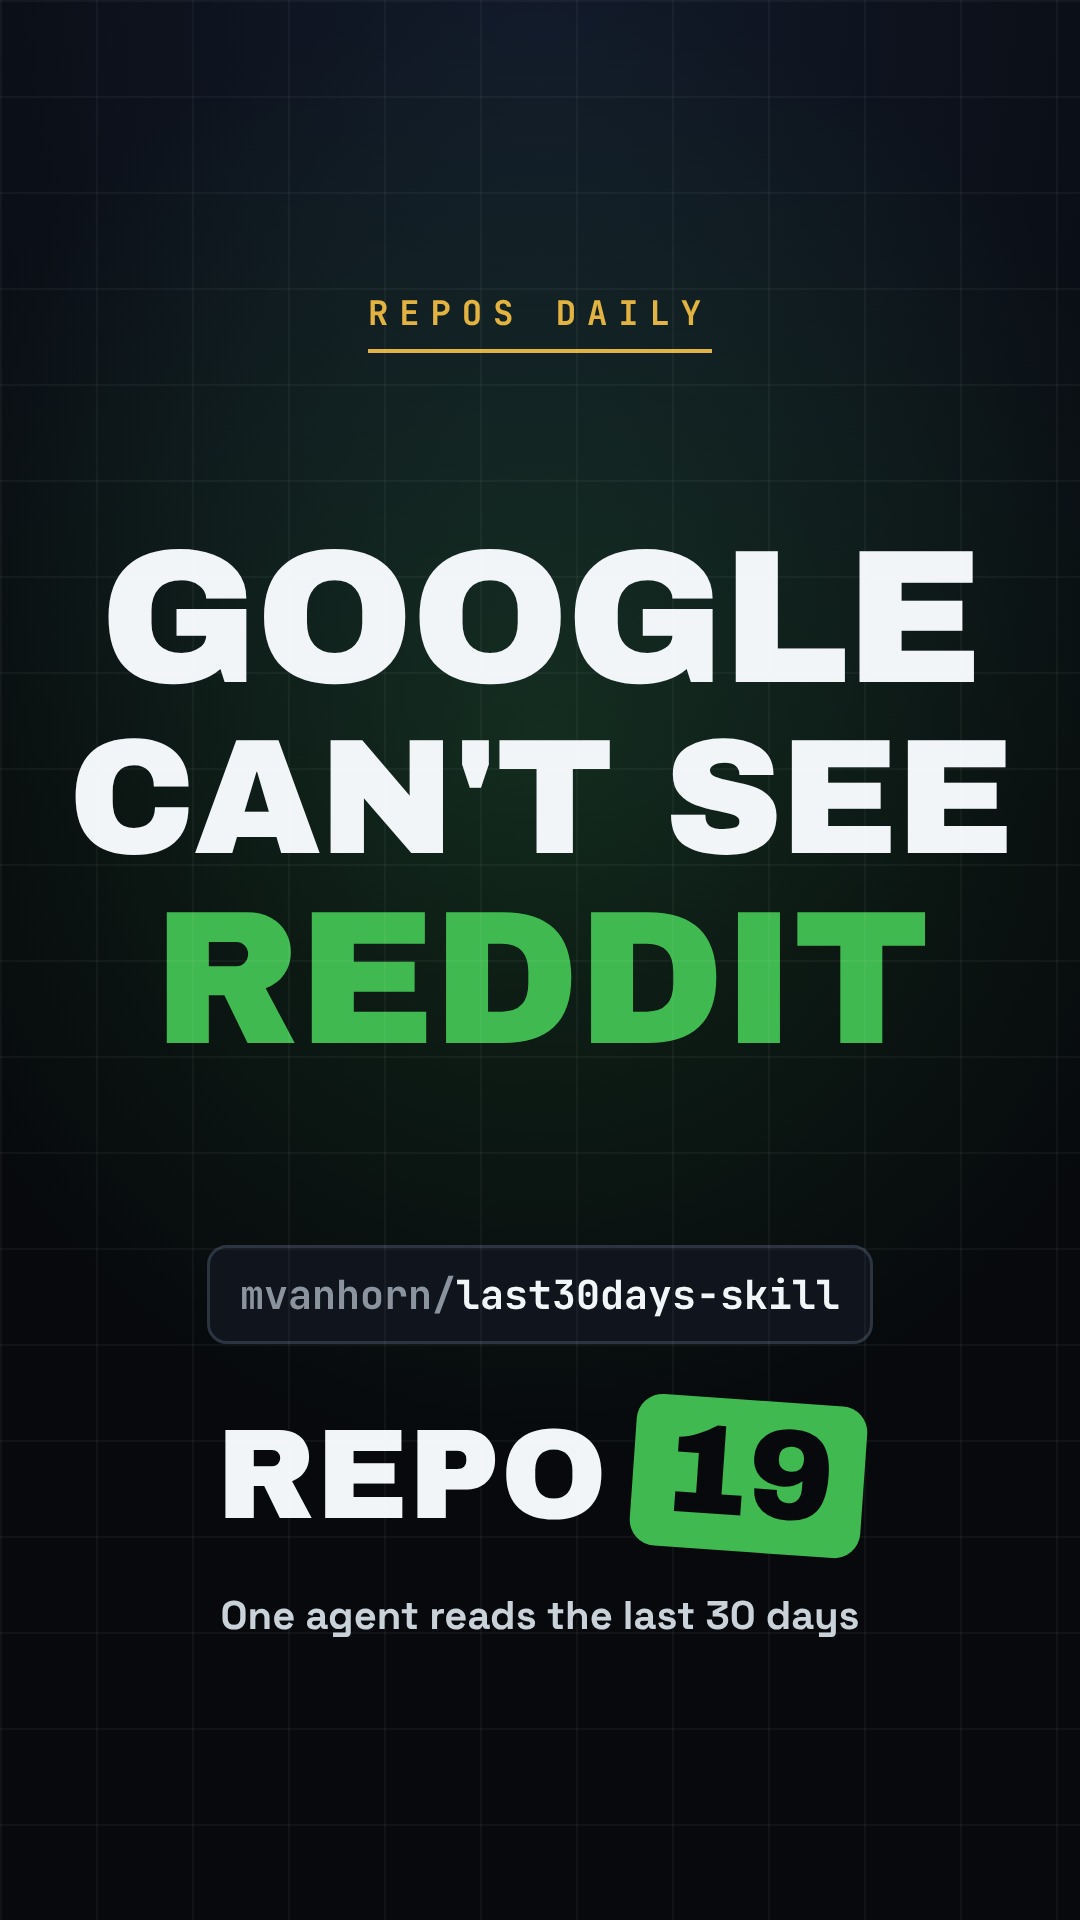 REPOS DAILY
GOOGLE
CAN'T SEE
REDDIT
mvanhorn/last30days-skill
REPO 19
One agent reads the last 30 days